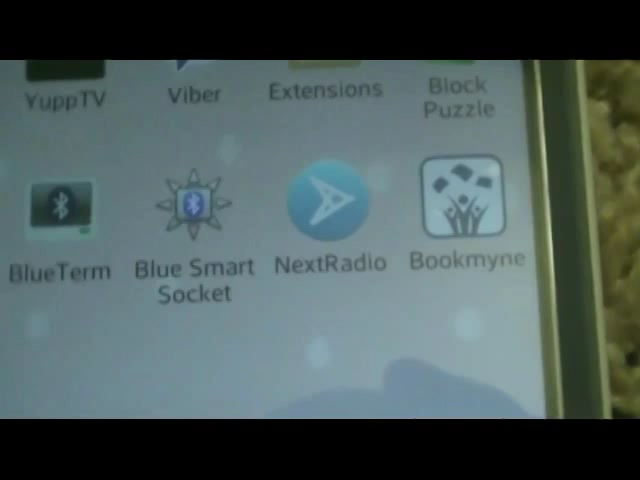 YuppTV
Viber
Extensions
Block
Puzzle
BlueTerm
Blue Smart
Socket
NextRadio
Bookmyne